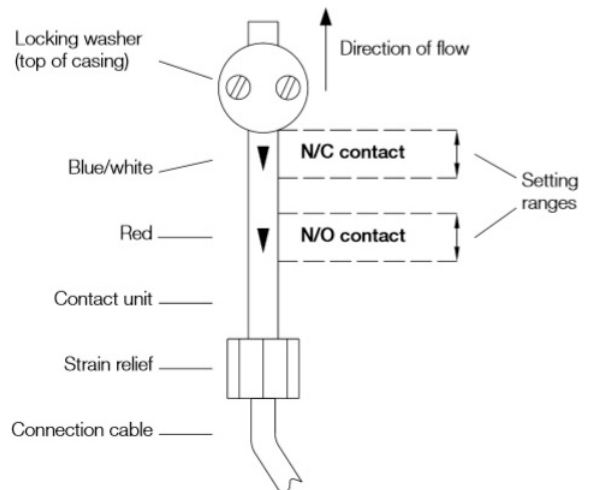 Locking washer
(top of casing)
Direction of flow
Blue/white
N/C contact
Setting
ranges
Red
N/O contact
Contact unit
Strain relief
Connection cable